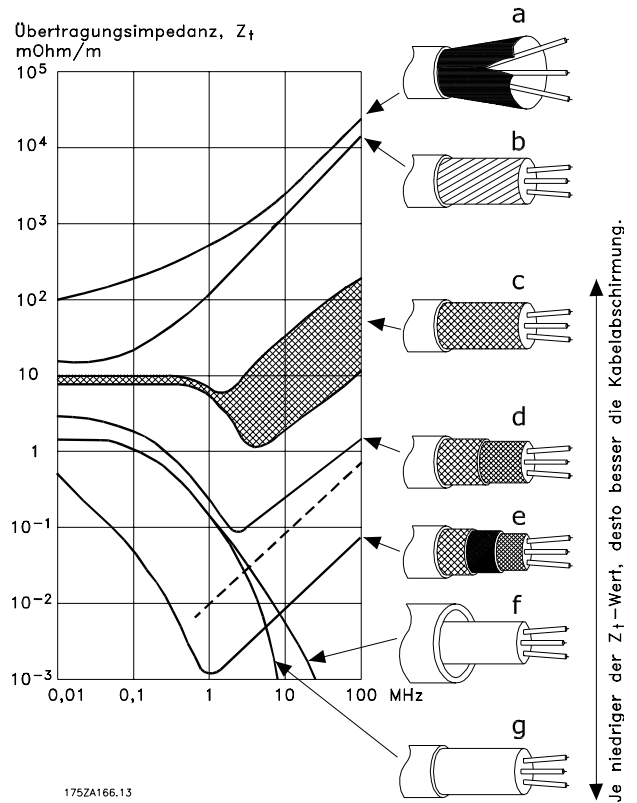 Übertragungsimpedanz, Zt
mOhm/m
10⁵
10⁴
10³
10²
10
1
10⁻¹
10⁻²
10⁻³
0,01 0,1 1 10 100 MHz
a
b
c
d
e
f
g
Je niedriger der Zt-Wert, desto besser die Kabelabschirmung.
175ZA166.13